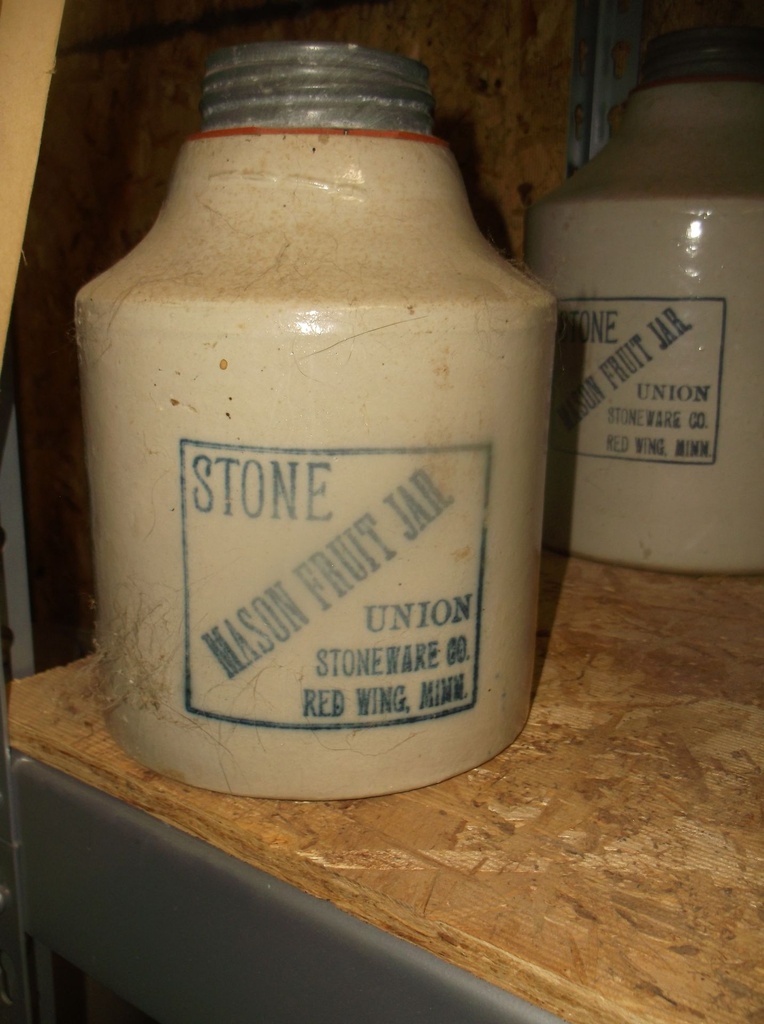 STONE
MASON FRUIT JAR
UNION
STONEWARE CO.
RED WING, MINN.
STONE
MASON FRUIT JAR
UNION
STONEWARE CO.
RED WING, MINN.